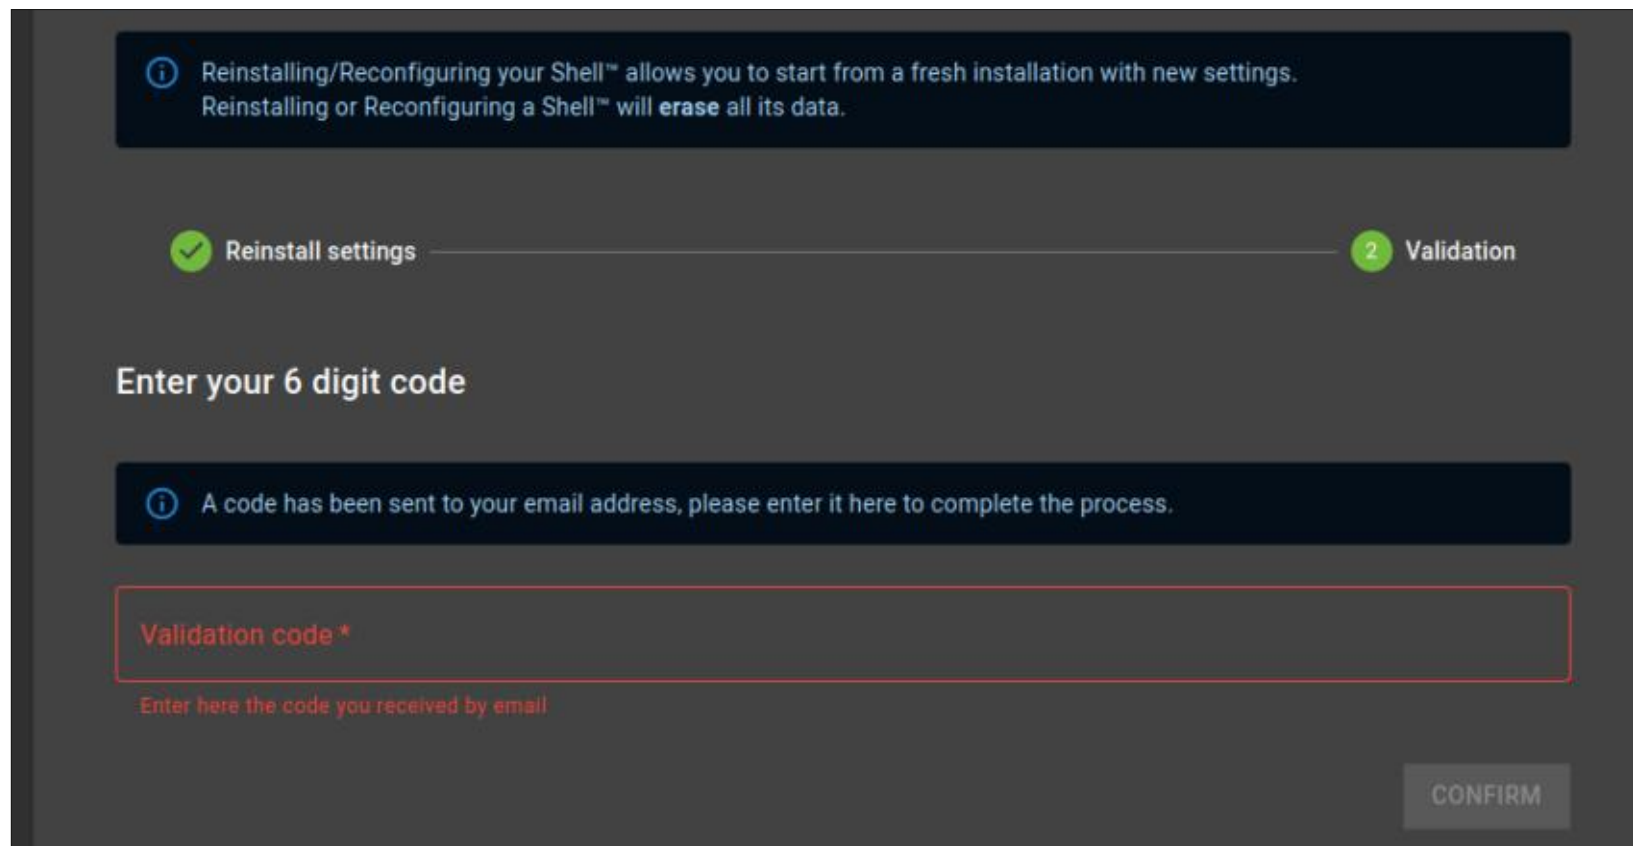 Reinstalling/Reconfiguring your Shell™ allows you to start from a fresh installation with new settings.
Reinstalling or Reconfiguring a Shell™ will erase all its data.
Reinstall settings
2 Validation
Enter your 6 digit code
A code has been sent to your email address, please enter it here to complete the process.
Validation code *
Enter here the code you received by email
CONFIRM